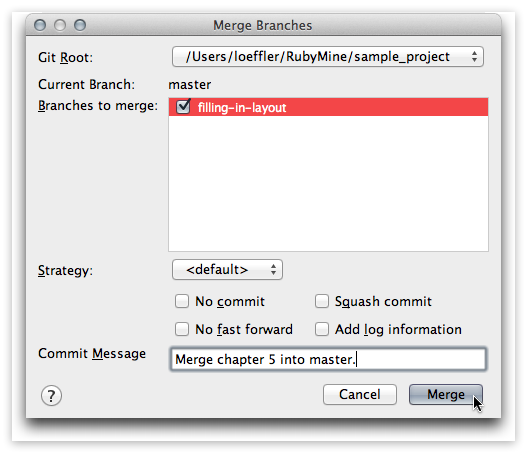 Merge Branches
Git Root: /Users/loeffler/RubyMine/sample_project
Current Branch: master
Branches to merge: filling-in-layout
Strategy: <default>
No commit Squash commit
No fast forward Add log information
Commit Message Merge chapter 5 into master.
? Cancel Merge